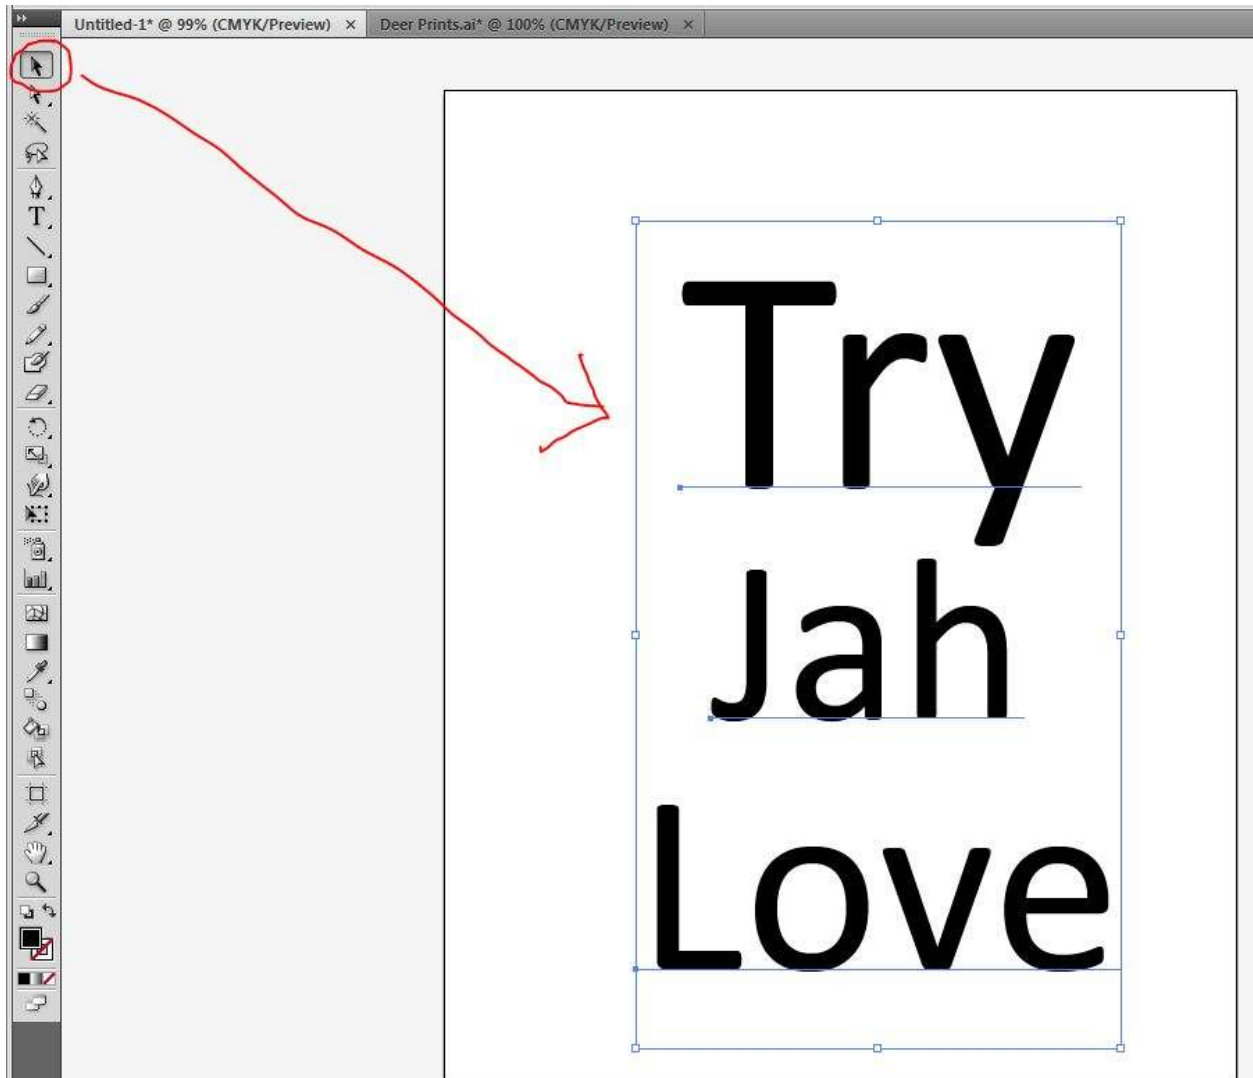 Untitled-1* @ 99% (CMYK/Preview) × Deer Prints.ai* @ 100% (CMYK/Preview) ×
T
Try
Jah
Love